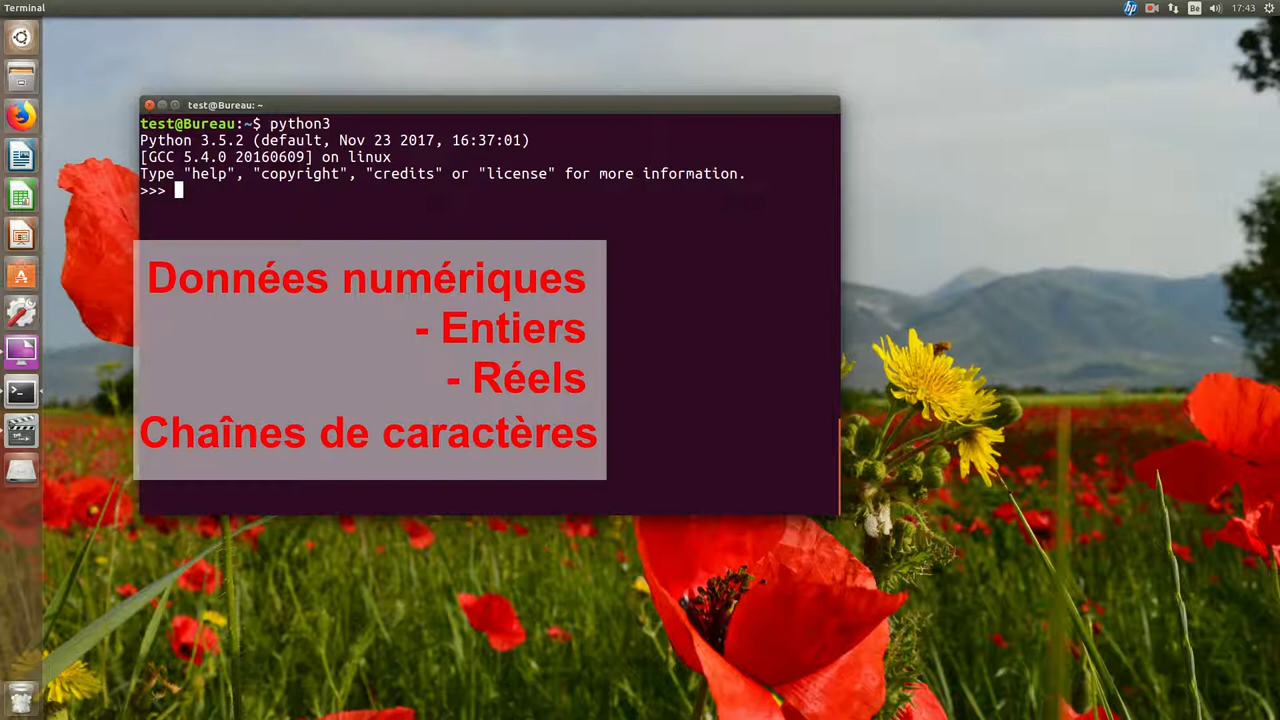 Terminal
hp
Be
17:43
test@Bureau: ~
test@Bureau:~$ python3
Python 3.5.2 (default, Nov 23 2017, 16:37:01)
[GCC 5.4.0 20160609] on linux
Type "help", "copyright", "credits" or "license" for more information.
>>>
Données numériques
- Entiers
- Réels
Chaînes de caractères